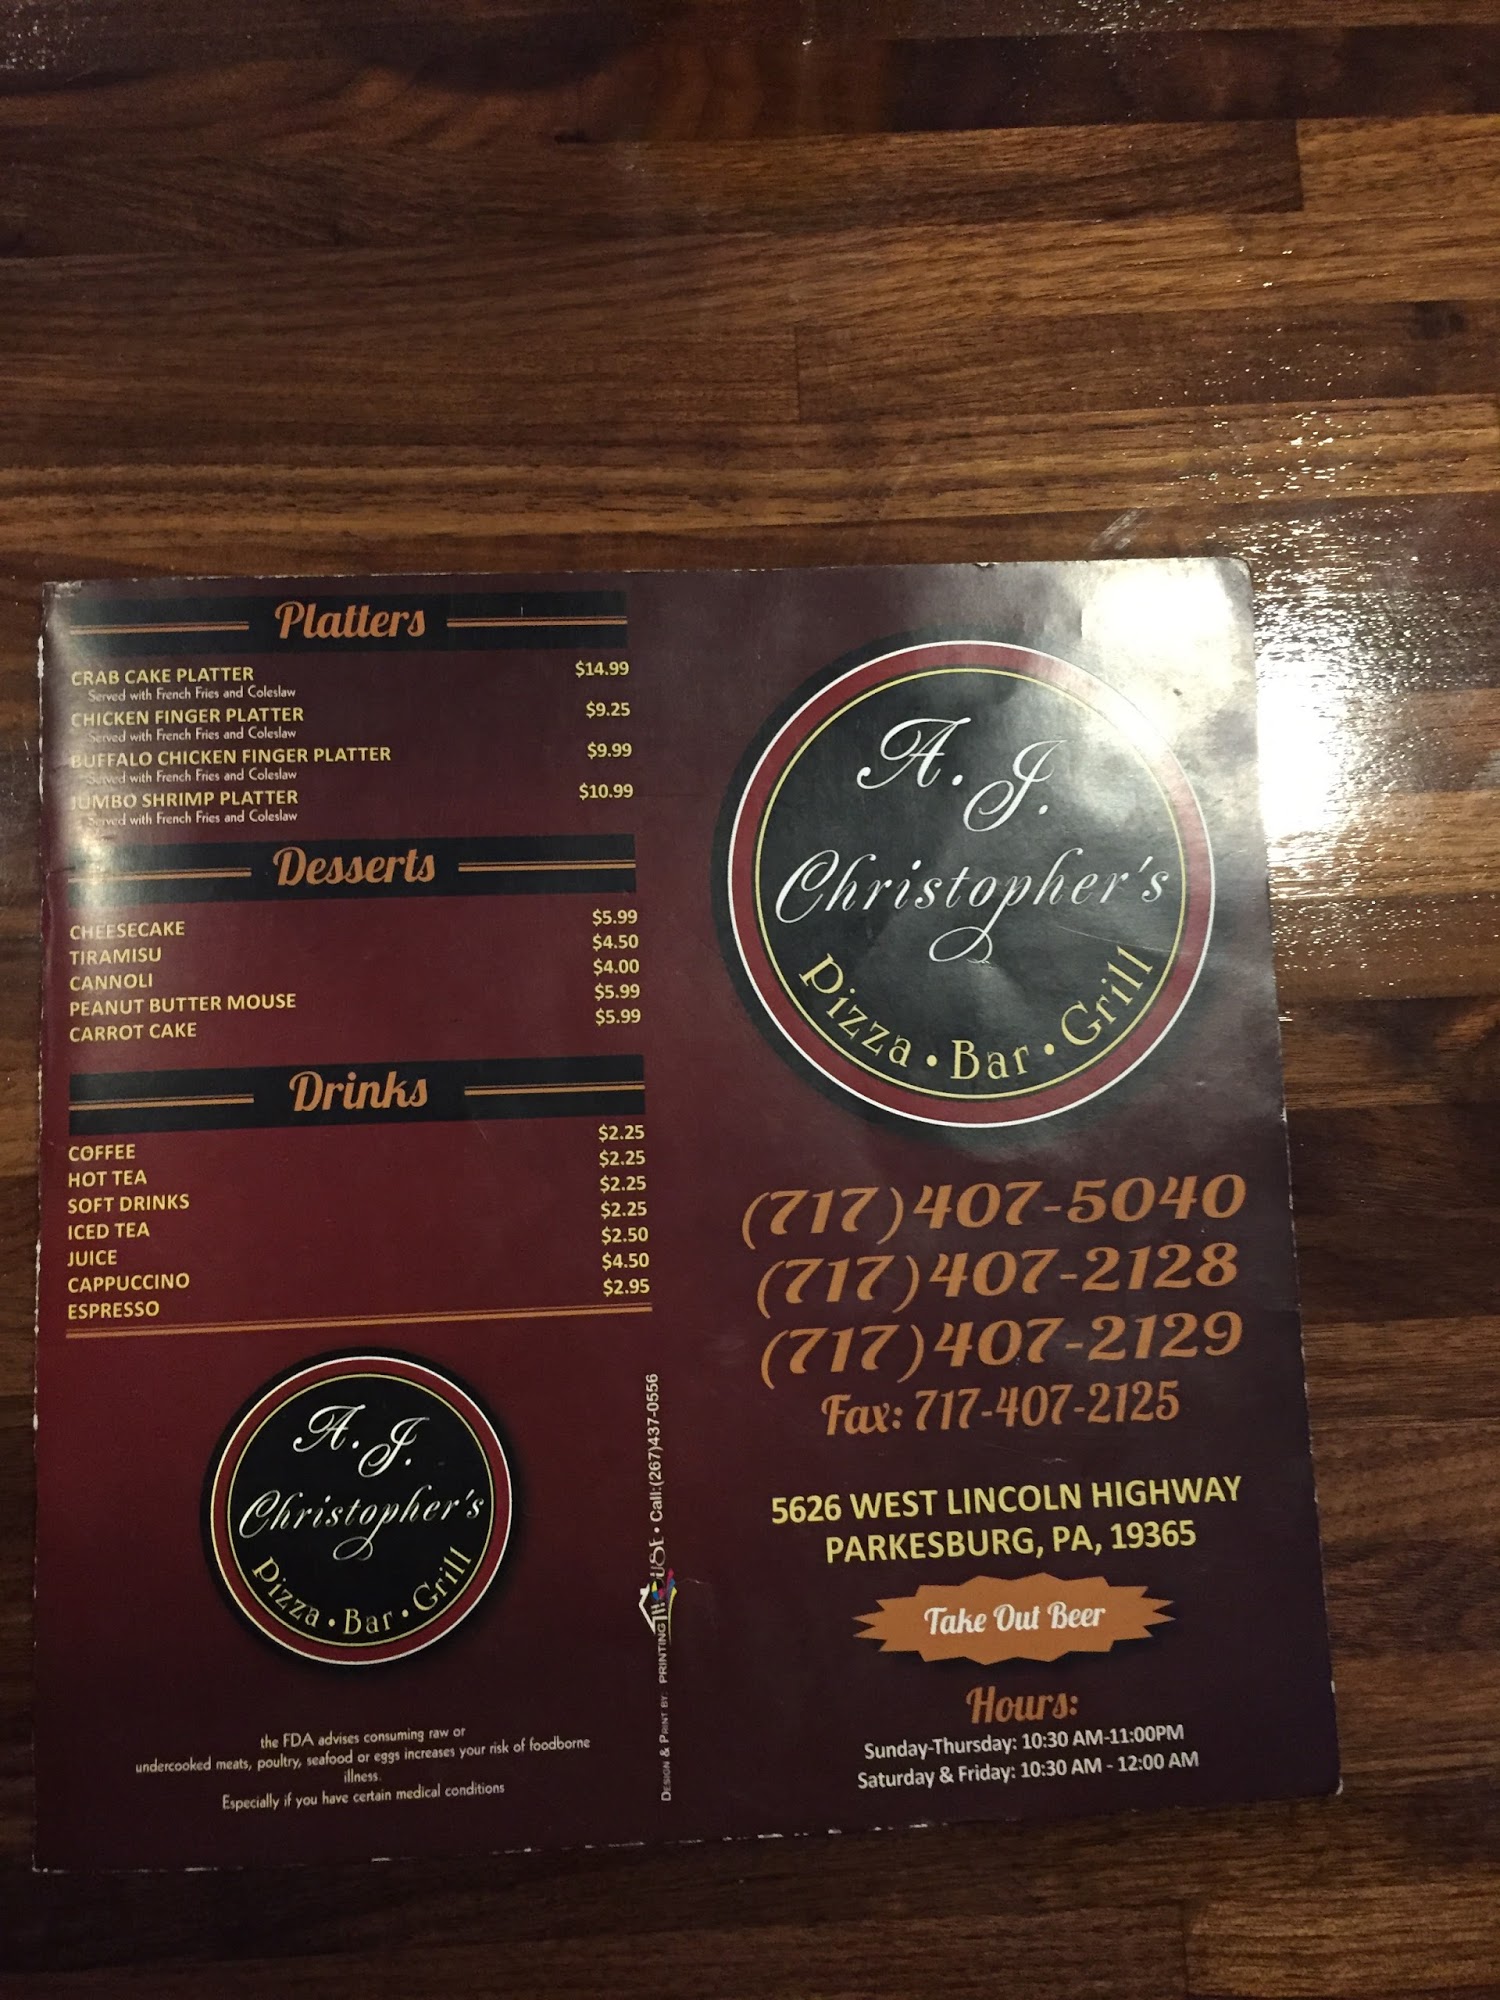 Platters
CRAB CAKE PLATTER $14.99
Served with French Fries and Coleslaw
CHICKEN FINGER PLATTER $9.25
Served with French Fries and Coleslaw
BUFFALO CHICKEN FINGER PLATTER $9.99
Served with French Fries and Coleslaw
JUMBO SHRIMP PLATTER $10.99
Served with French Fries and Coleslaw
Desserts
CHEESECAKE $5.99
TIRAMISU $4.50
CANNOLI $4.00
PEANUT BUTTER MOUSE $5.99
CARROT CAKE $5.99
Drinks
COFFEE $2.25
HOT TEA $2.25
SOFT DRINKS $2.25
ICED TEA $2.25
JUICE $2.50
CAPPUCCINO $4.50
ESPRESSO $2.95
A. J.
Christopher's
Pizza • Bar • Grill
the FDA advises consuming raw or
undercooked meats, poultry, seafood or eggs increases your risk of foodborne
illness.
Especially if you have certain medical conditions
DESIGN & PRINT BY: PRINTING HOUSE • Call:(267)437-0556
A. J.
Christopher's
Pizza • Bar • Grill
(717)407-5040
(717)407-2128
(717)407-2129
Fax: 717-407-2125
5626 WEST LINCOLN HIGHWAY
PARKESBURG, PA, 19365
Take Out Beer
Hours:
Sunday-Thursday: 10:30 AM-11:00PM
Saturday & Friday: 10:30 AM - 12:00 AM